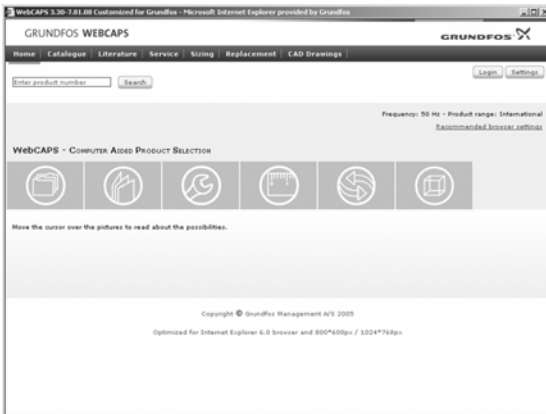 WebCAPS 3.30-7.01.08 Customized for Grundfos - Microsoft Internet Explorer provided by Grundfos
GRUNDFOS WEBCAPS
GRUNDFOS
Home Catalogue Literature Service Sizing Replacement CAD Drawings
Login Settings
Enter product number Search
Frequency: 50 Hz - Product range: International
Recommended browser settings
WebCAPS - Computer Aided Product Selection
Move the cursor over the pictures to read about the possibilities.
Copyright © Grundfos Management A/S 2005
Optimized for Internet Explorer 6.0 browser and 800*600px / 1024*768px